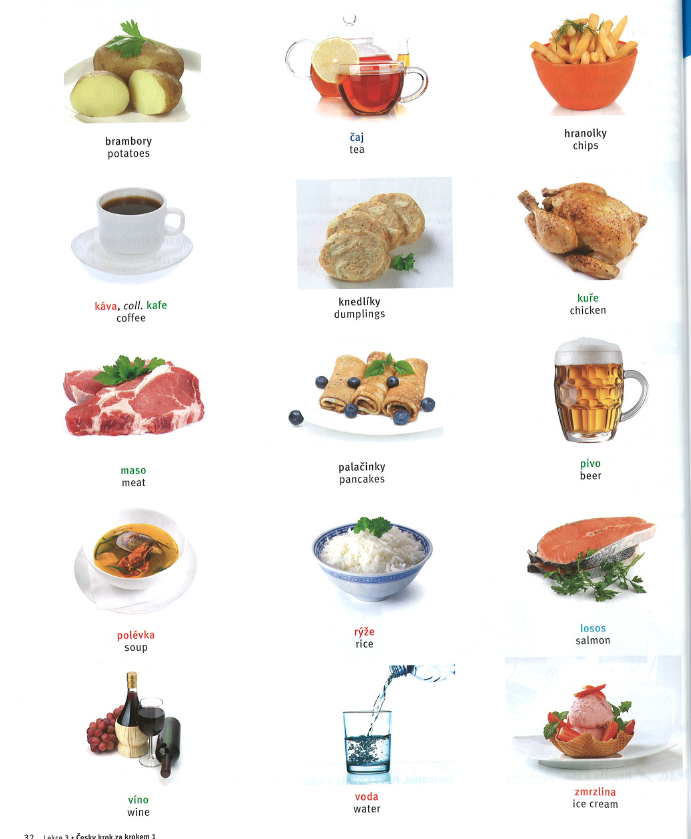 brambory
potatoes
čaj
tea
hranolky
chips
káva, coll. kafe
coffee
knedlíky
dumplings
kuře
chicken
maso
meat
palačinky
pancakes
pivo
beer
polévka
soup
rýže
rice
losos
salmon
víno
wine
voda
water
zmrzlina
ice cream
32 Lekce 3 • Česky krok za krokem 1